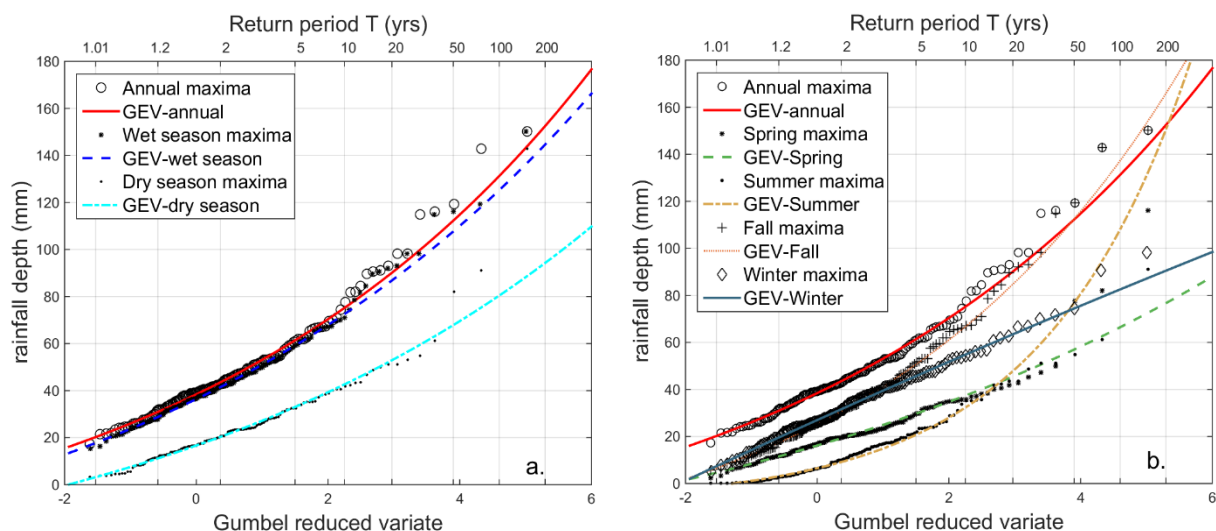 Return period T (yrs)
1.01 1.2 2 5 10 20 50 100 200
180
160
140
120
100
80
60
40
20
0
rainfall depth (mm)
Annual maxima
GEV-annual
Wet season maxima
GEV-wet season
Dry season maxima
GEV-dry season
a.
-2 0 2 4 6
Gumbel reduced variate
Return period T (yrs)
1.01 1.2 2 5 10 20 50 100 200
180
160
140
120
100
80
60
40
20
0
rainfall depth (mm)
Annual maxima
GEV-annual
Spring maxima
GEV-Spring
Summer maxima
GEV-Summer
Fall maxima
GEV-Fall
Winter maxima
GEV-Winter
b.
-2 0 2 4 6
Gumbel reduced variate